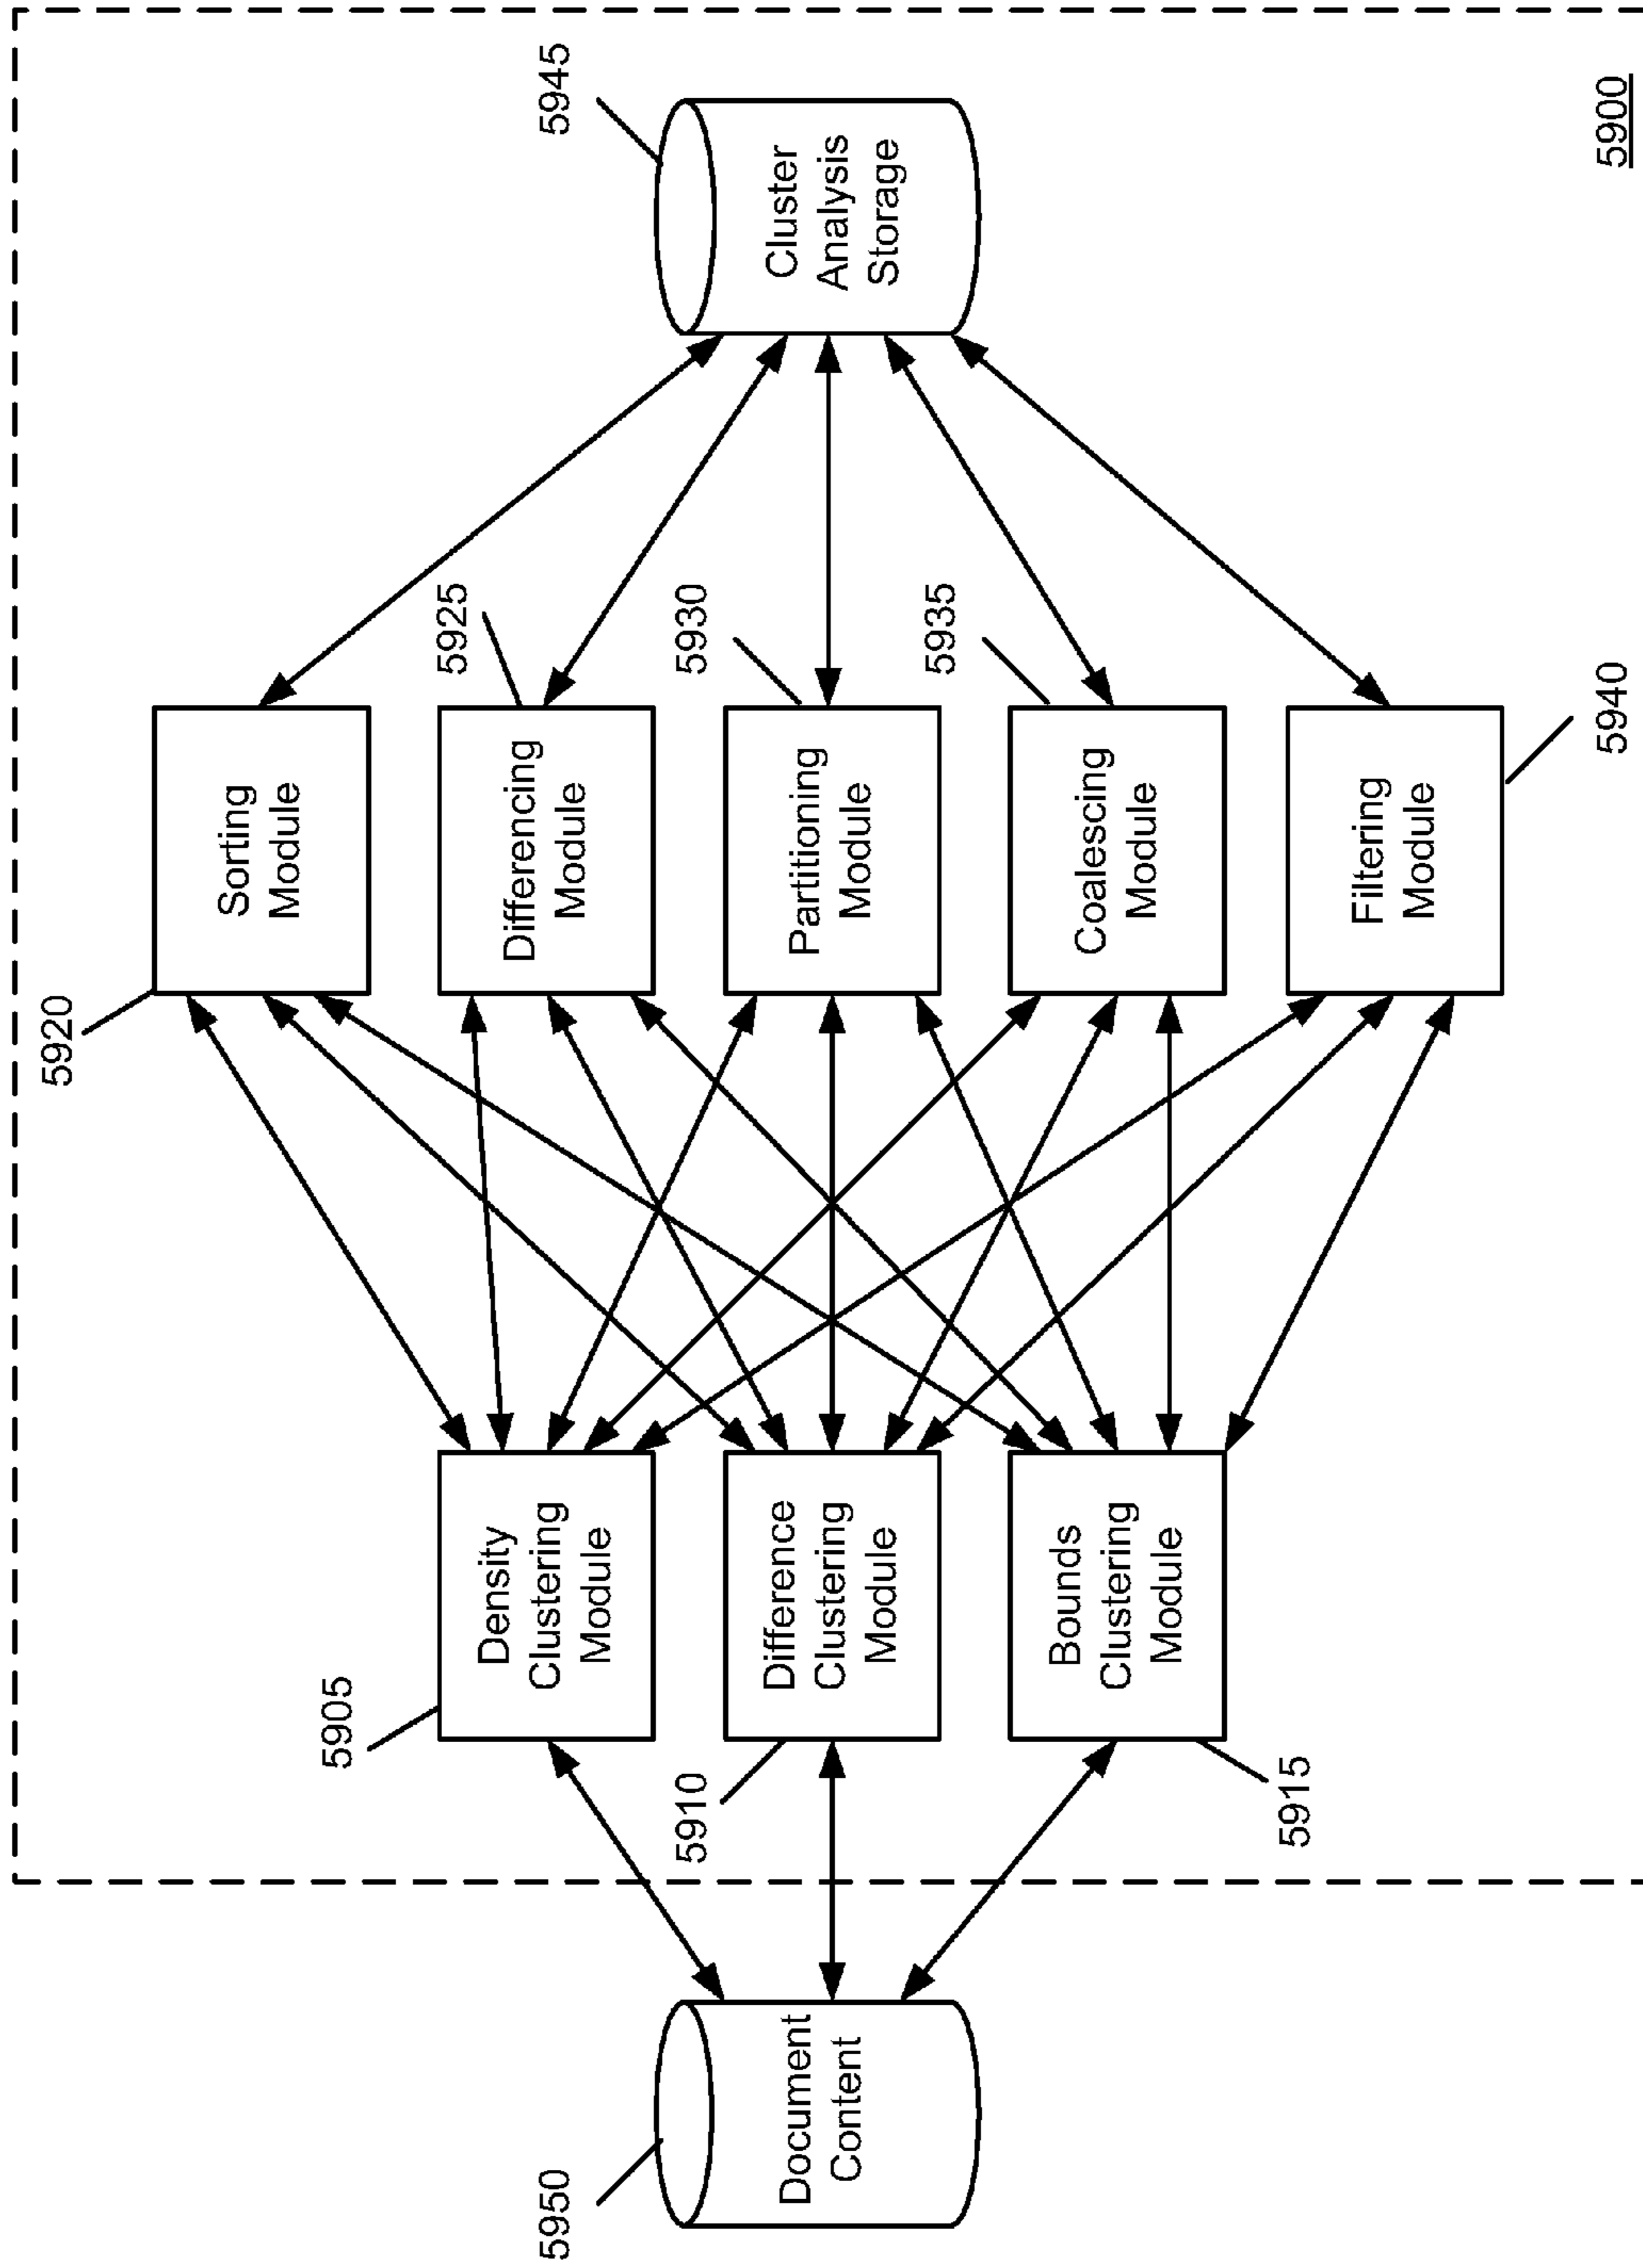 5950
Document
Content
5905
Density
Clustering
Module
5910
Difference
Clustering
Module
5915
Bounds
Clustering
Module
5920
Sorting
Module
5925
Differencing
Module
5930
Partitioning
Module
5935
Coalescing
Module
5940
Filtering
Module
5945
Cluster
Analysis
Storage
5900